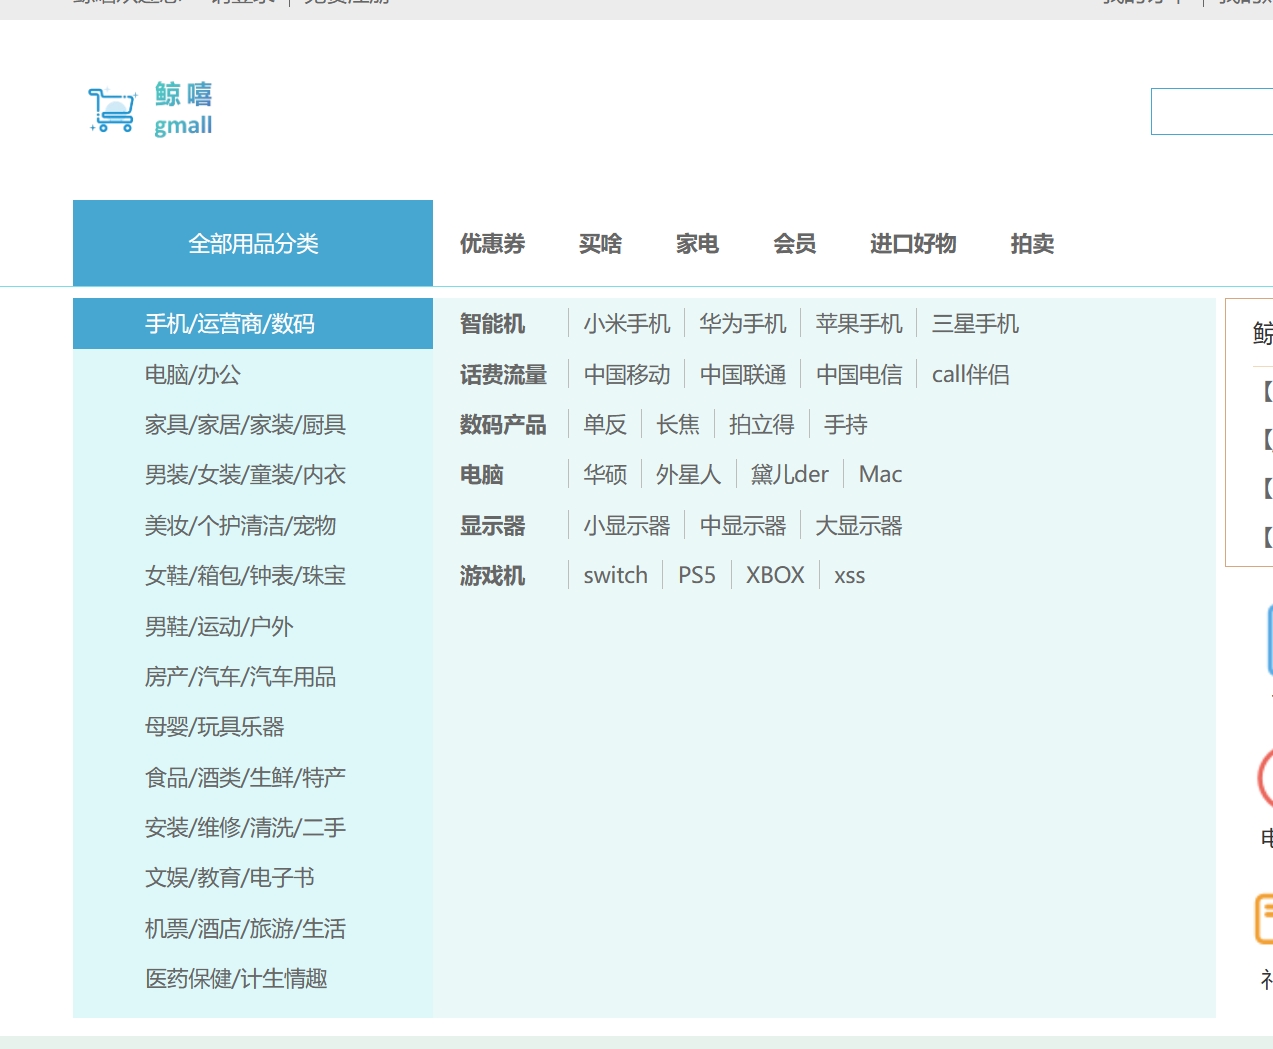 鲸 嘻
gmall
全部用品分类 优惠券 买啥 家电 会员 进口好物 拍卖
手机/运营商/数码
电脑/办公
家具/家居/家装/厨具
男装/女装/童装/内衣
美妆/个护清洁/宠物
女鞋/箱包/钟表/珠宝
男鞋/运动/户外
房产/汽车/汽车用品
母婴/玩具乐器
食品/酒类/生鲜/特产
安装/维修/清洗/二手
文娱/教育/电子书
机票/酒店/旅游/生活
医药保健/计生情趣
智能机 小米手机 华为手机 苹果手机 三星手机
话费流量 中国移动 中国联通 中国电信 call伴侣
数码产品 单反 长焦 拍立得 手持
电脑 华硕 外星人 黛儿der Mac
显示器 小显示器 中显示器 大显示器
游戏机 switch PS5 XBOX xss
鲸
【
【
【
【
电